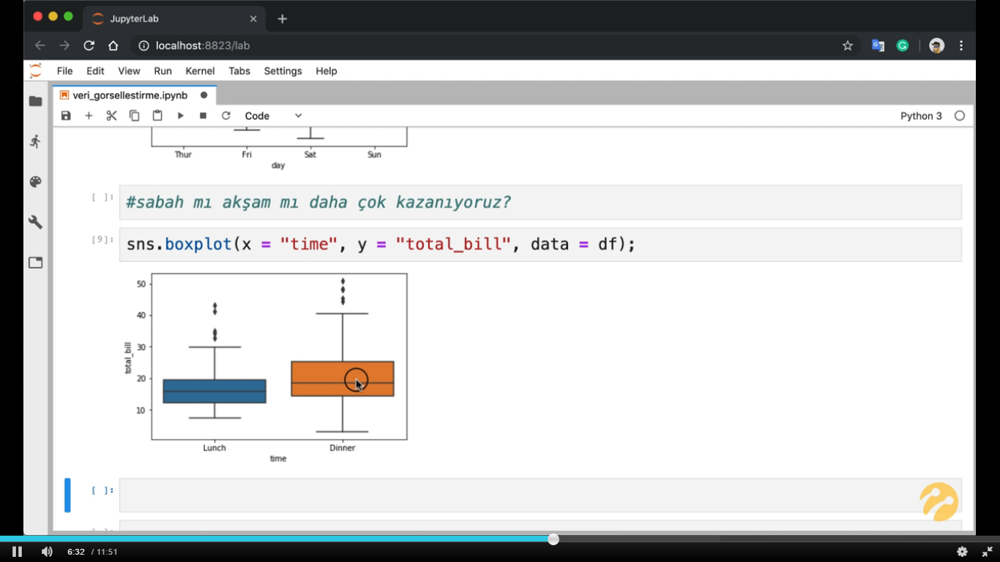 JupyterLab
localhost:8823/lab
File Edit View Run Kernel Tabs Settings Help
veri_gorsellestirme.ipynb
Code
Python 3
Thur Fri Sat Sun
day
[ ]: #sabah mı akşam mı daha çok kazanıyoruz?
[9]: sns.boxplot(x = "time", y = "total_bill", data = df);
50
40
30
20
10
total_bill
Lunch Dinner
time
[ ]:
6:32 / 11:51